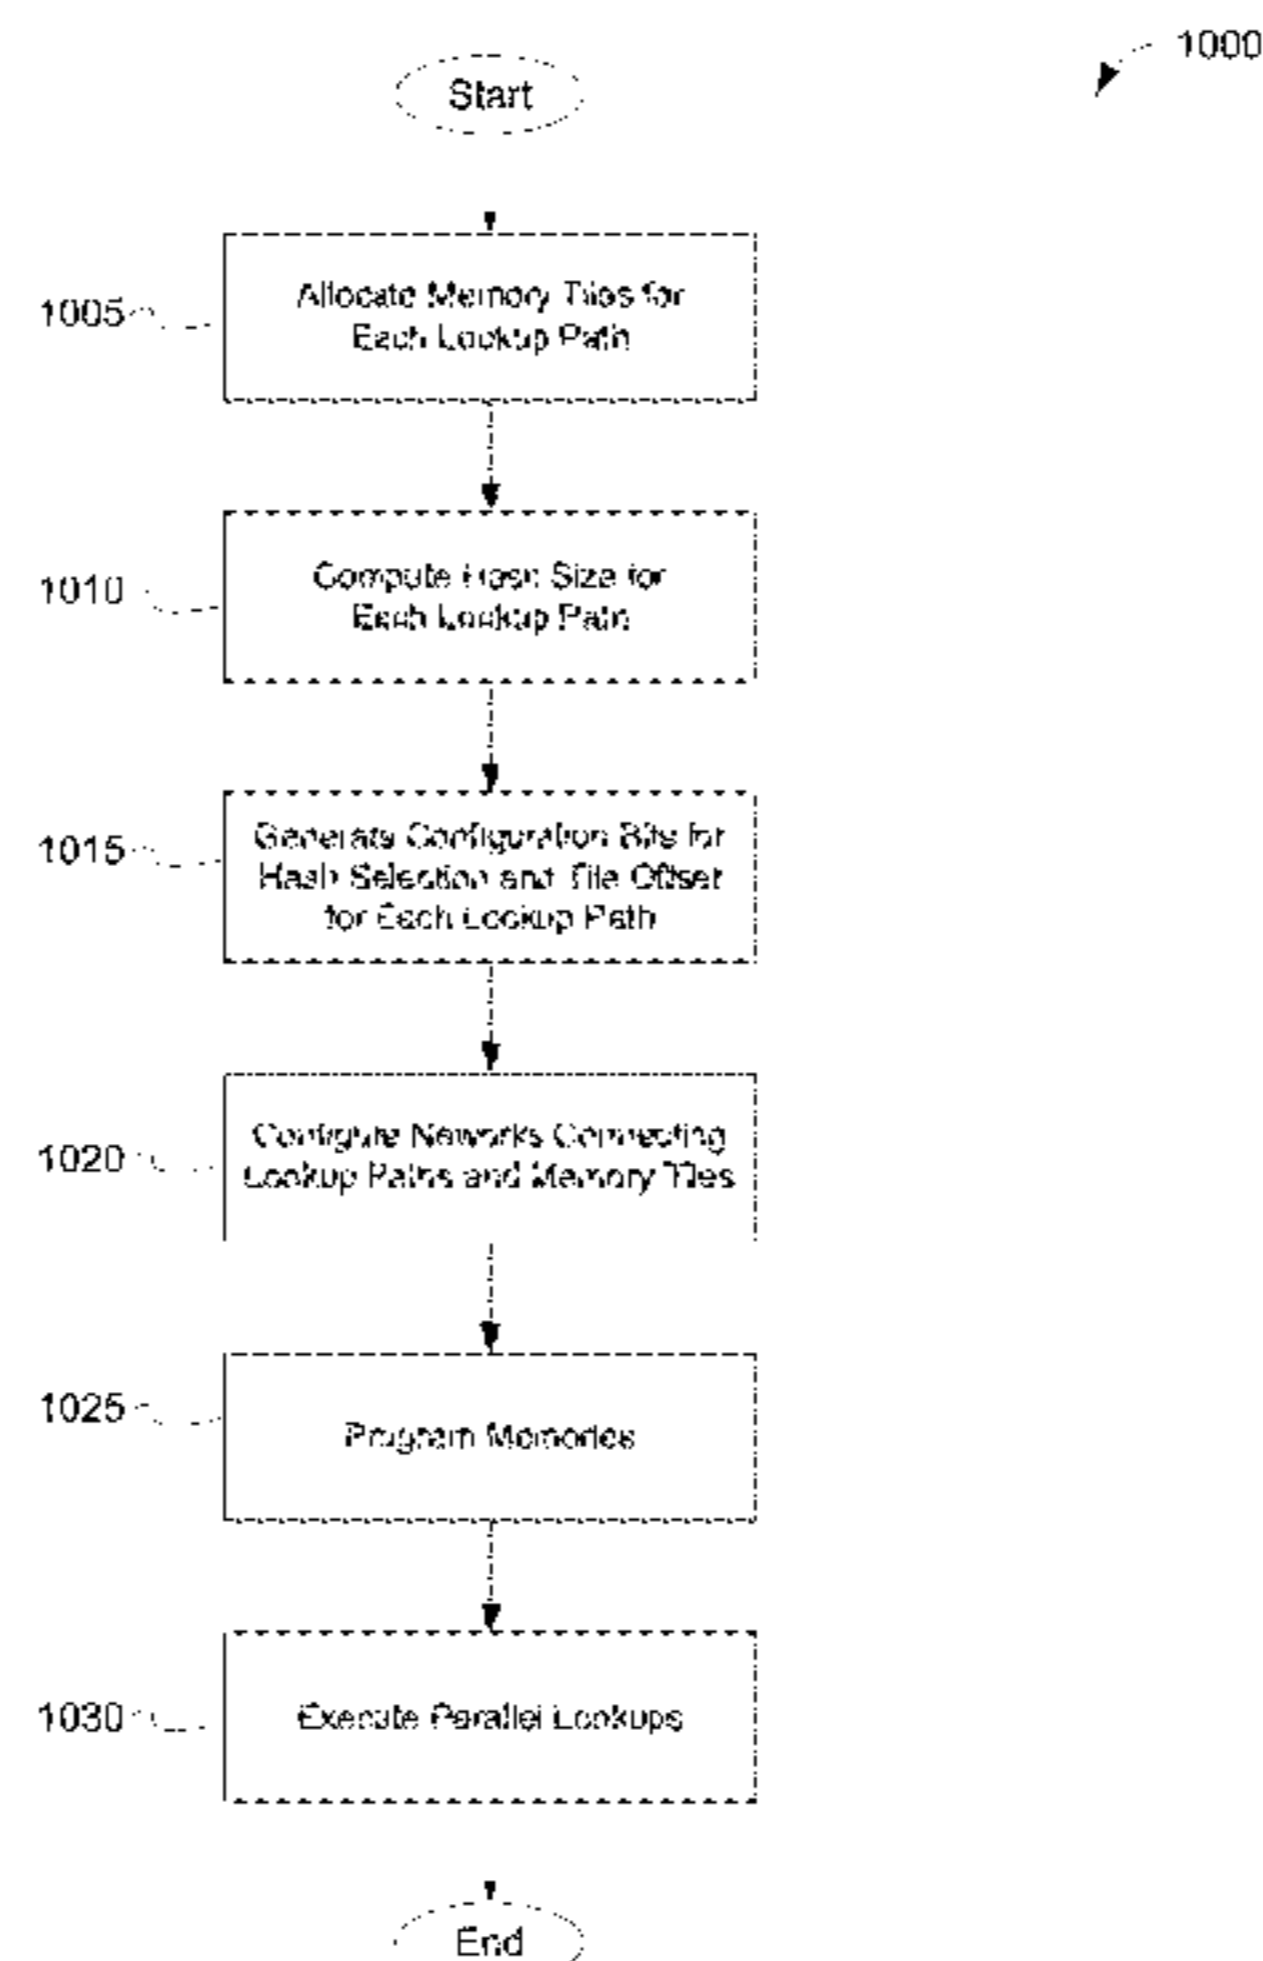 1000
Start
1005
Allocate Memory Tiles for
Each Lookup Path
1010
Compute Hash Size for
Each Lookup Path
1015
Generate Configuration Bits for
Hash Selection and Tile Offset
for Each Lookup Path
1020
Configure Neworks Connecting
Lookup Paths and Memory Tiles
1025
Program Memories
1030
Execute Parallel Lookups
End